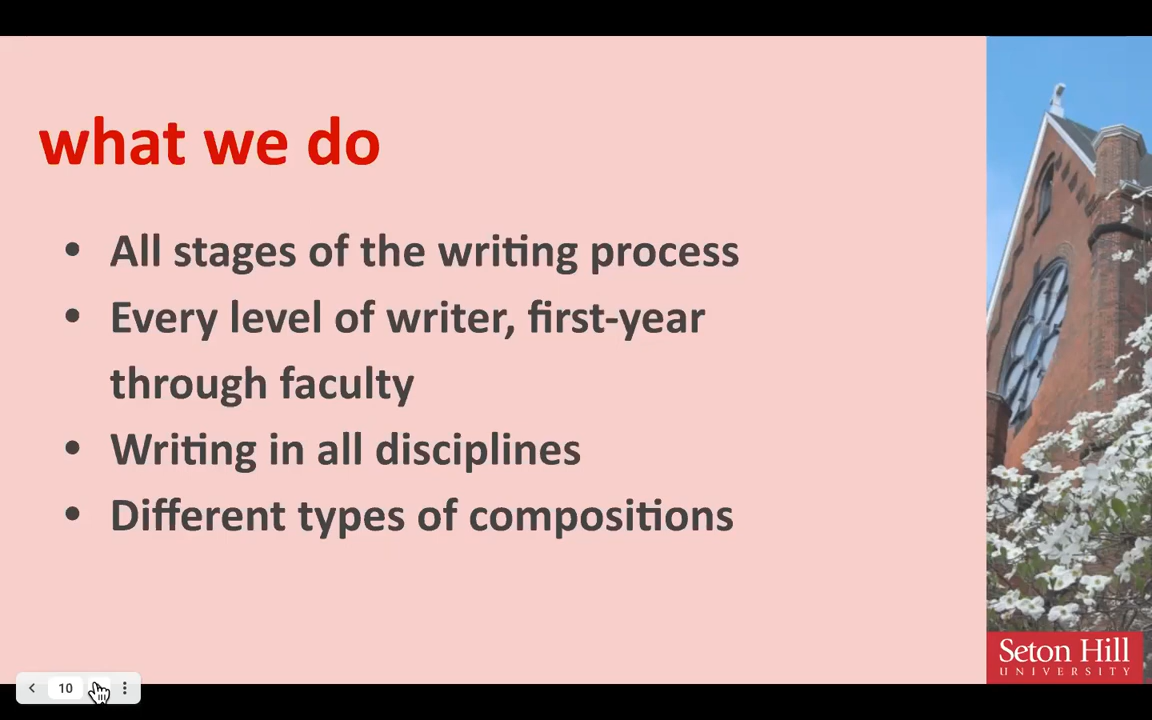 what we do
• All stages of the writing process
• Every level of writer, first-year
through faculty
• Writing in all disciplines
• Different types of compositions
Seton Hill
UNIVERSITY
10